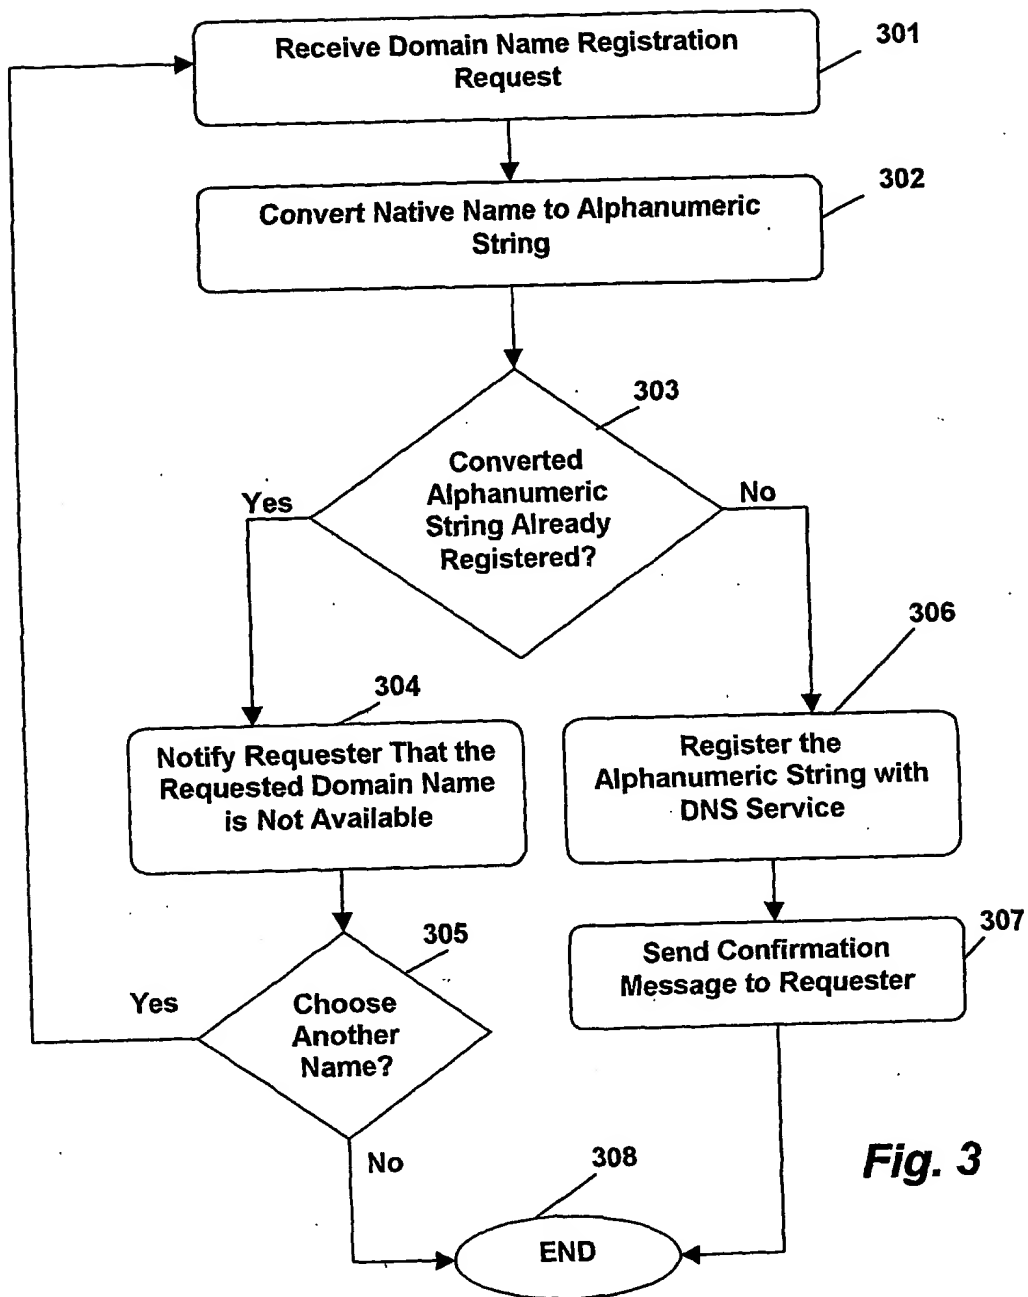 Receive Domain Name Registration
Request
301
Convert Native Name to Alphanumeric
String
302
303
Converted
Alphanumeric
String Already
Registered?
Yes
No
304
Notify Requester That the
Requested Domain Name
is Not Available
306
Register the
Alphanumeric String with
DNS Service
305
Choose
Another
Name?
Yes
No
307
Send Confirmation
Message to Requester
308
END
Fig. 3